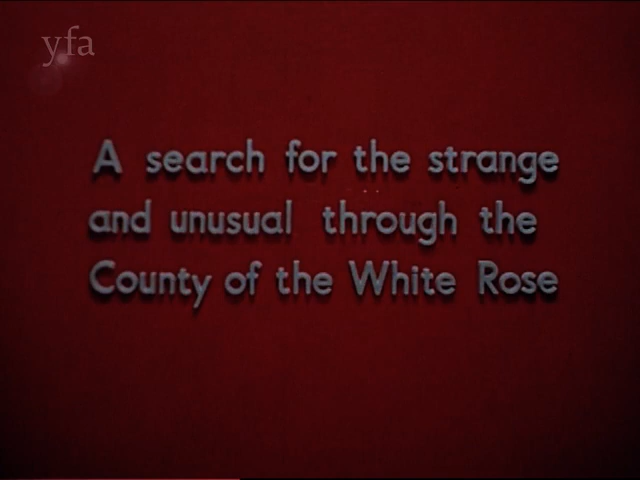 yfa
A search for the strange
and unusual through the
County of the White Rose